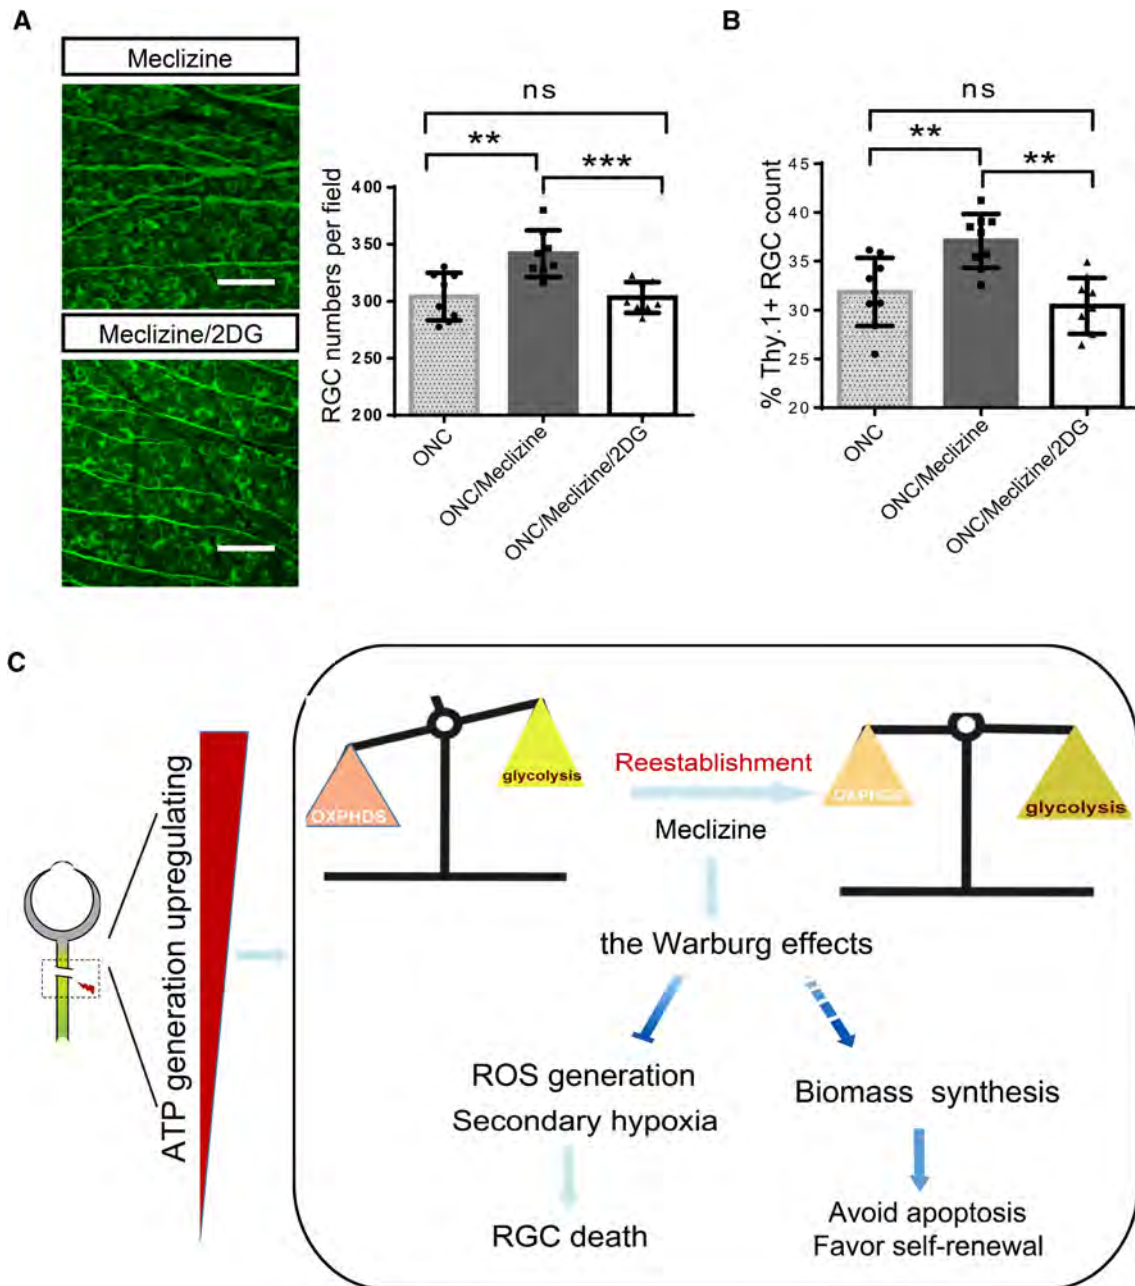 A
Meclizine
Meclizine/2DG
RGC numbers per field
400
350
300
250
200
ns
**
***
ONC
ONC/Meclizine
ONC/Meclizine/2DG
B
% Thy.1+ RGC count
45
40
35
30
25
20
ns
**
**
ONC
ONC/Meclizine
ONC/Meclizine/2DG
C
ATP generation upregulating
OXPHDS
glycolysis
Reestablishment
Meclizine
OXPHDS
glycolysis
the Warburg effects
ROS generation
Secondary hypoxia
RGC death
Biomass synthesis
Avoid apoptosis
Favor self-renewal